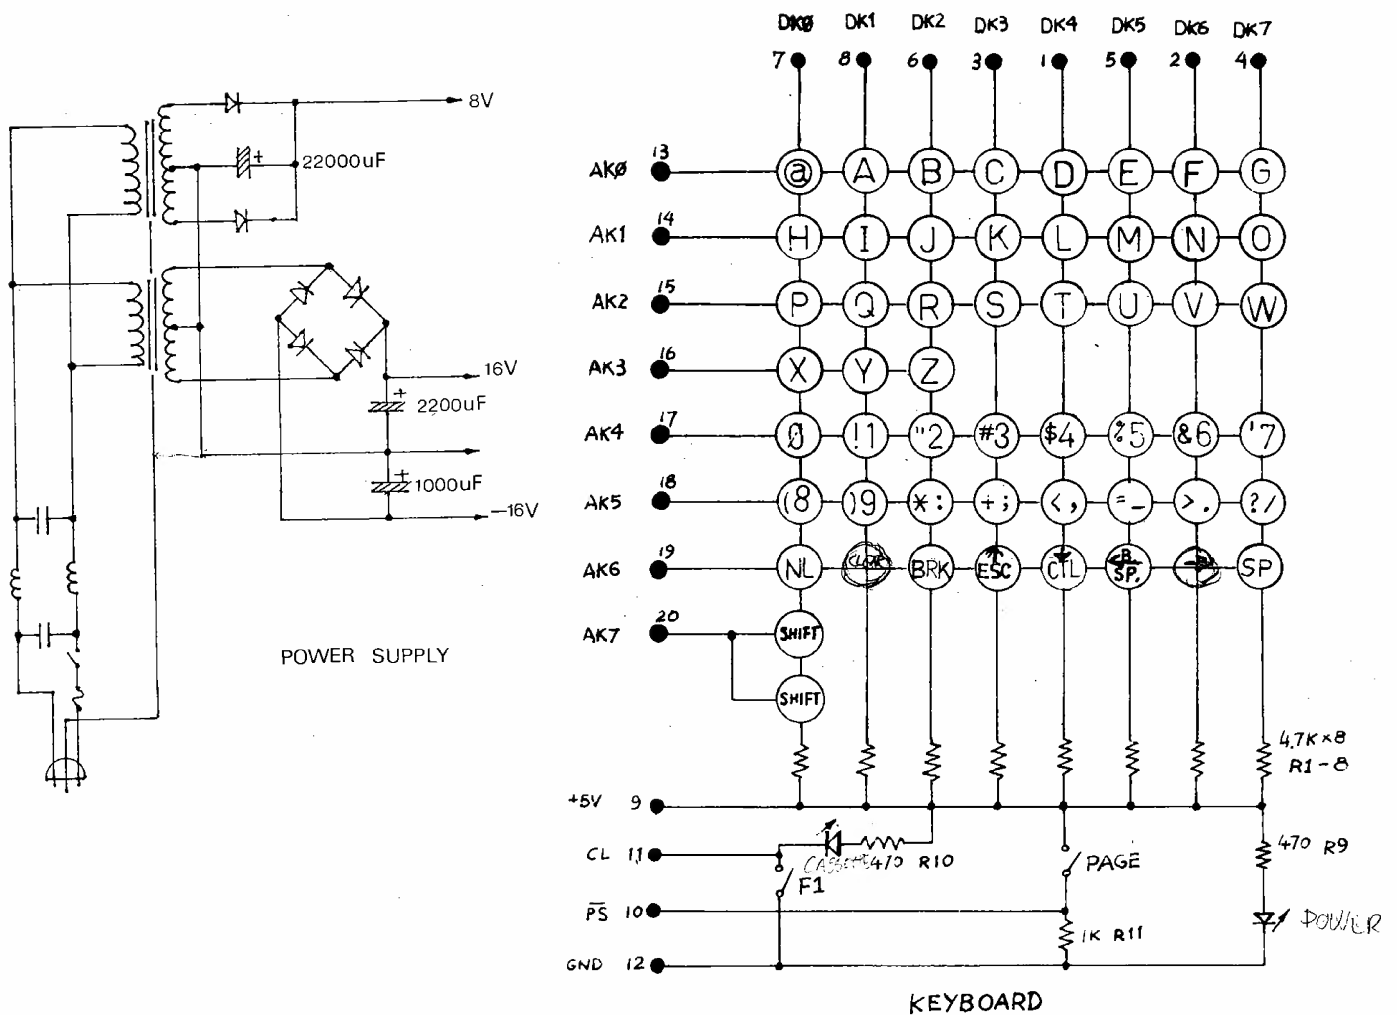 DKØ DK1 DK2 DK3 DK4 DK5 DK6 DK7
7 8 6 3 1 5 2 4
8V
22000uF
+
AKØ 13 @ A B C D E F G
AK1 14 H I J K L M N O
AK2 15 P Q R S T U V W
AK3 16 X Y Z
16V
+
2200uF
AK4 17 Ø !1 "2 #3 $4 %5 &6 '7
+
1000uF
-16V
AK5 18 (8 )9 *: +; <, =- >. ?/
AK6 19 NL CLEAR BRK ↑ESC ↓CTL ←B. SP. → SP
AK7 20 SHIFT
SHIFT
POWER SUPPLY
4.7K×8
R1-8
+5V 9
CL 11 CASSETTE 470 R10 PAGE 470 R9
F1
PS 10
1K R11 POWER
GND 12
KEYBOARD